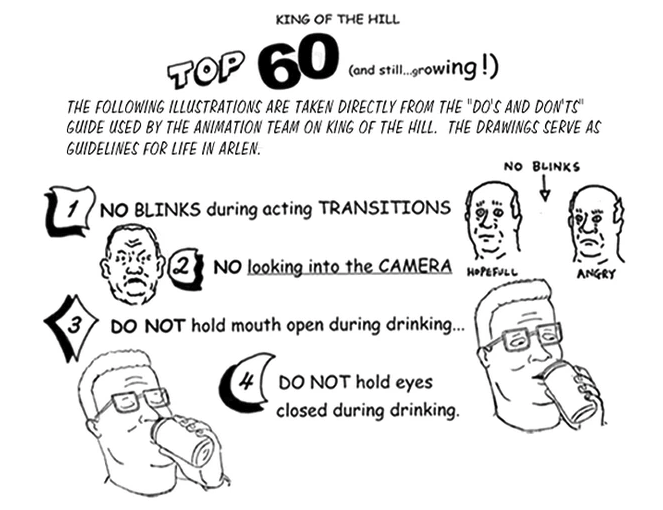 KING OF THE HILL
TOP 60 (and still...growing!)
THE FOLLOWING ILLUSTRATIONS ARE TAKEN DIRECTLY FROM THE "DO'S AND DON'TS"
GUIDE USED BY THE ANIMATION TEAM ON KING OF THE HILL. THE DRAWINGS SERVE AS
GUIDELINES FOR LIFE IN ARLEN.
NO BLINKS
1 NO BLINKS during acting TRANSITIONS
HOPEFULL ANGRY
2 NO looking into the CAMERA
3 DO NOT hold mouth open during drinking...
4 DO NOT hold eyes
closed during drinking.